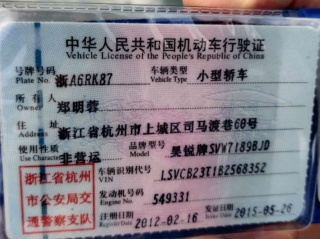 中华人民共和国机动车行驶证
Vehicle License of the People's Republic of China
号牌号码 Plate No. 浙A6RK87 车辆类型 Vehicle Type 小型轿车
所有人 Owner 郑明蓉
住址 Address 浙江省杭州市上城区司马渡巷60号
使用性质 Use Character 非营运 品牌型号 Model 昊锐牌SVW7189BJD
车辆识别代号 VIN LSVCB23T1B2568352
浙江省杭州市公安局交通警察支队
发动机号码 Engine No. 549331
注册日期 Register Date 2012-02-16 发证日期 Issue Date 2015-05-26